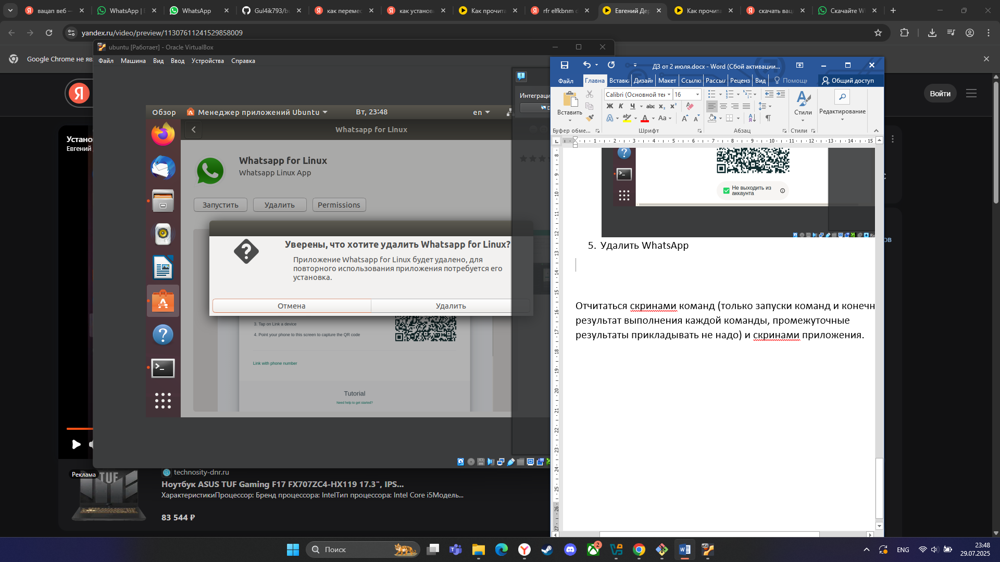 вацап веб —
WhatsApp |
WhatsApp
Gul4ik793/bu
как перемес
как установи
Как прочита
rfr elfkbnm d
Евгений Дер
Как прочита
скачать вац
Скачайте W
yandex.ru/video/preview/11307611241529858009
Google Chrome не яв
Войти
Устано
Евгений
ubuntu [Работает] - Oracle VirtualBox
Файл Машина Вид Ввод Устройства Справка
Интеграци
Обзор Менеджер приложений Ubuntu Вт, 23:48 en
Whatsapp for Linux
Whatsapp for Linux
Whatsapp Linux App
Запустить Удалить Permissions
Уверены, что хотите удалить Whatsapp for Linux?
Приложение Whatsapp for Linux будет удалено, для
повторного использования приложения потребуется его
установка.
Отмена Удалить
3. Tap on Link a device
4. Point your phone to this screen to capture the QR code
Link with phone number
Tutorial
Need help to get started?
ДЗ от 2 июля.docx - Word (Сбой активации...
Файл Главна Вставка Дизайн Макет Ссылки Рассыл Реценз Вид Помощн Общий доступ
Вставить
Calibri (Основной тек 16
Ж К Ч abc x₂ x²
Стили
Редактирование
Буфер обме... Шрифт Абзац Стили
Не выходить из
аккаунта
5. Удалить WhatsApp
Отчитаться скринами команд (только запуски команд и конечн
результат выполнения каждой команды, промежуточные
результаты прикладывать не надо) и скринами приложения.
Реклама
technosity-dnr.ru
Ноутбук ASUS TUF Gaming F17 FX707ZC4-HX119 17.3", IPS...
ХарактеристикиПроцессор: Бренд процессора: IntelТип процессора: Intel Core i5Модель...
83 544 ₽
Поиск
2
ENG
23:48
29.07.2025